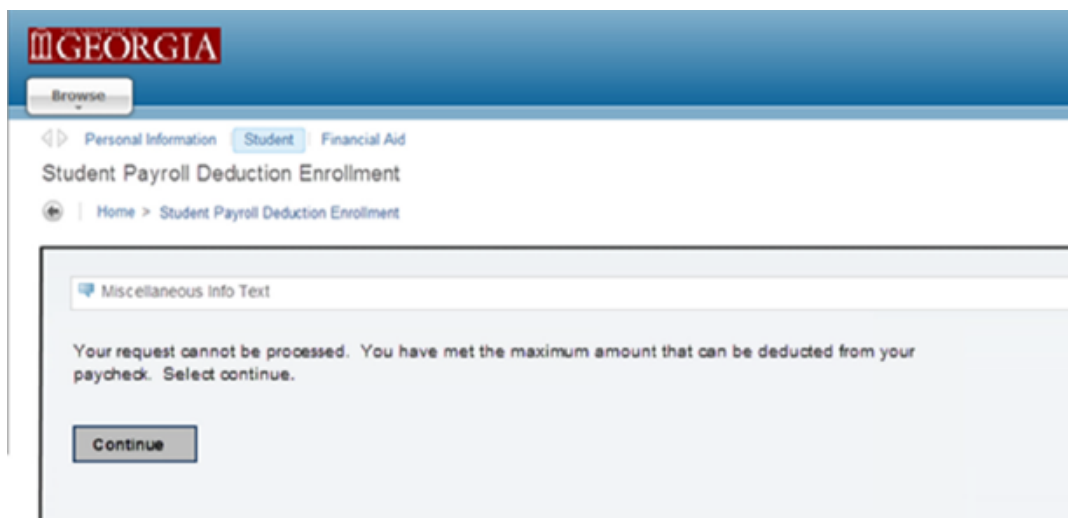 GEORGIA
Browse
Personal Information Student Financial Aid
Student Payroll Deduction Enrollment
Home > Student Payroll Deduction Enrollment
Miscellaneous Info Text
Your request cannot be processed. You have met the maximum amount that can be deducted from your
paycheck. Select continue.
Continue